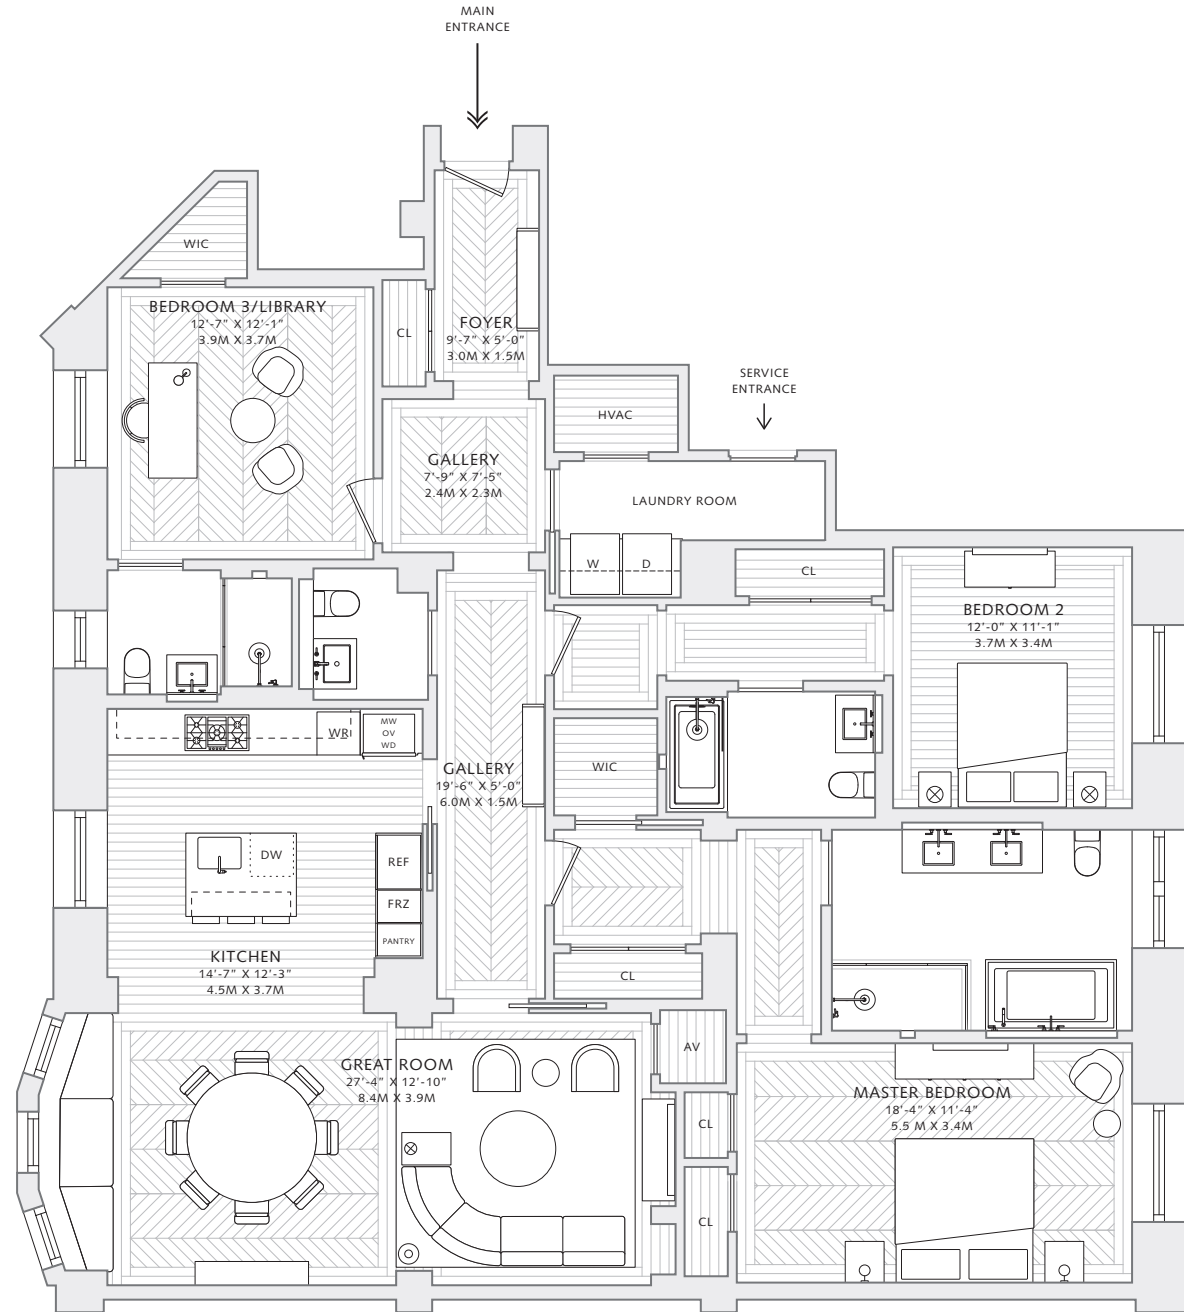 MAIN
ENTRANCE
WIC
BEDROOM 3/LIBRARY
12'-7" X 12'-1"
3.9M X 3.7M
CL
FOYER
9'-7" X 5'-0"
3.0M X 1.5M
SERVICE
ENTRANCE
HVAC
GALLERY
7'-9" X 7'-5"
2.4M X 2.3M
LAUNDRY ROOM
W
D
CL
BEDROOM 2
12'-0" X 11'-1"
3.7M X 3.4M
WR
MW
OV
WD
GALLERY
19'-6" X 5'-0"
6.0M X 1.5M
WIC
DW
REF
FRZ
PANTRY
KITCHEN
14'-7" X 12'-3"
4.5M X 3.7M
CL
AV
GREAT ROOM
27'-4" X 12'-10"
8.4M X 3.9M
MASTER BEDROOM
18'-4" X 11'-4"
5.5 M X 3.4M
CL
CL